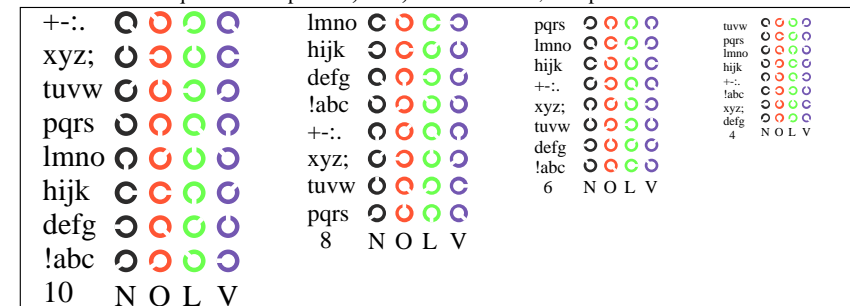 +-:.
xyz;
tuvw
pqrs
lmno
hijk
defg
!abc
10 N O L V
lmno
hijk
defg
!abc
+-:.
xyz;
tuvw
pqrs
8 N O L V
pqrs
lmno
hijk
+-:.
xyz;
tuvw
defg
!abc
6 N O L V
tuvw
pqrs
lmno
hijk
+-:.
!abc
xyz;
defg
4 N O L V